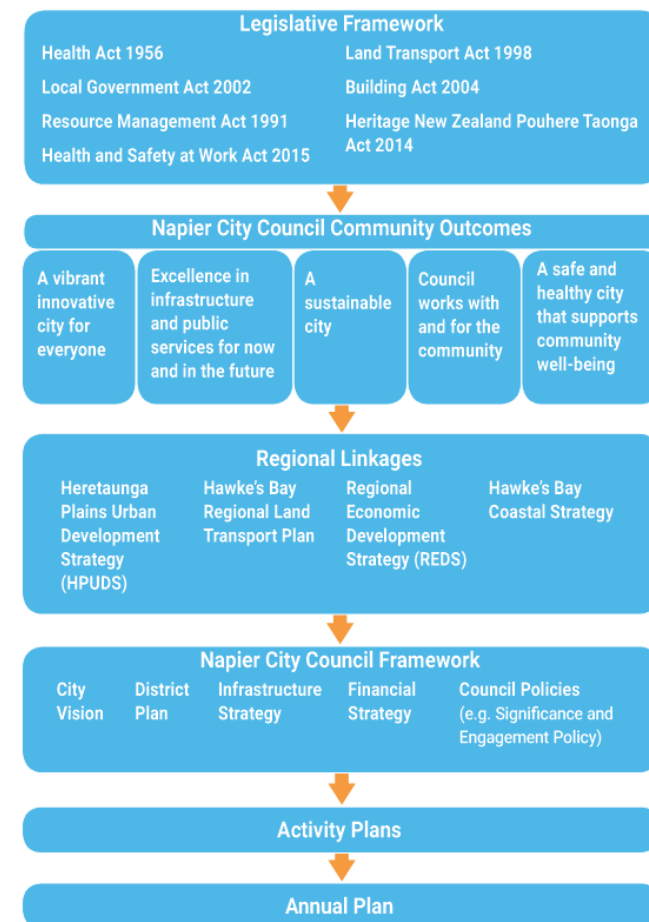 Legislative Framework
Health Act 1956
Local Government Act 2002
Resource Management Act 1991
Health and Safety at Work Act 2015
Land Transport Act 1998
Building Act 2004
Heritage New Zealand Pouhere Taonga
Act 2014
Napier City Council Community Outcomes
A vibrant
innovative
city for
everyone
Excellence in
infrastructure
and public
services for now
and in the future
A
sustainable
city
Council
works with
and for the
community
A safe and
healthy city
that supports
community
well-being
Regional Linkages
Heretaunga
Plains Urban
Development
Strategy
(HPUDS)
Hawke's Bay
Regional Land
Transport Plan
Regional
Economic
Development
Strategy (REDS)
Hawke's Bay
Coastal Strategy
Napier City Council Framework
City
Vision
District
Plan
Infrastructure
Strategy
Financial
Strategy
Council Policies
(e.g. Significance and
Engagement Policy)
Activity Plans
Annual Plan